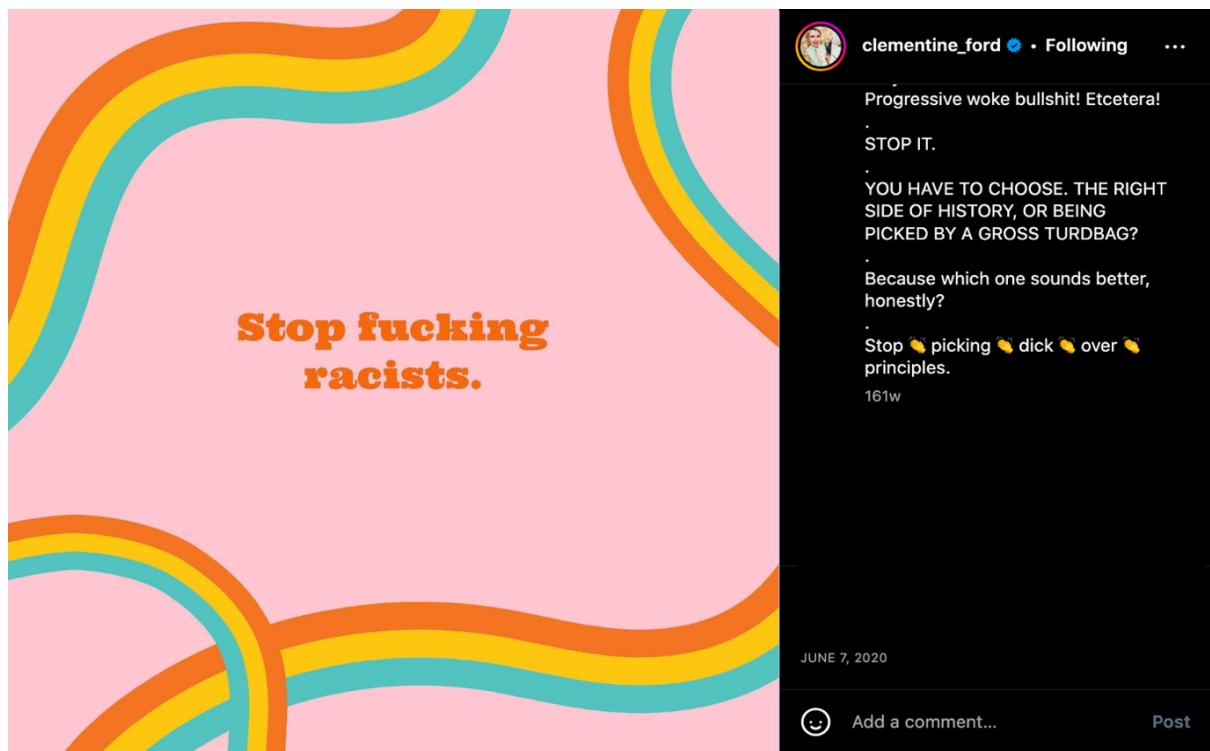 Stop fucking
racists.
clementine_ford • Following
Progressive woke bullshit! Etcetera!
.
STOP IT.
.
YOU HAVE TO CHOOSE. THE RIGHT
SIDE OF HISTORY, OR BEING
PICKED BY A GROSS TURDBAG?
.
Because which one sounds better,
honestly?
.
Stop 👏 picking 👏 dick 👏 over 👏
principles.
161w
JUNE 7, 2020
Add a comment...
Post